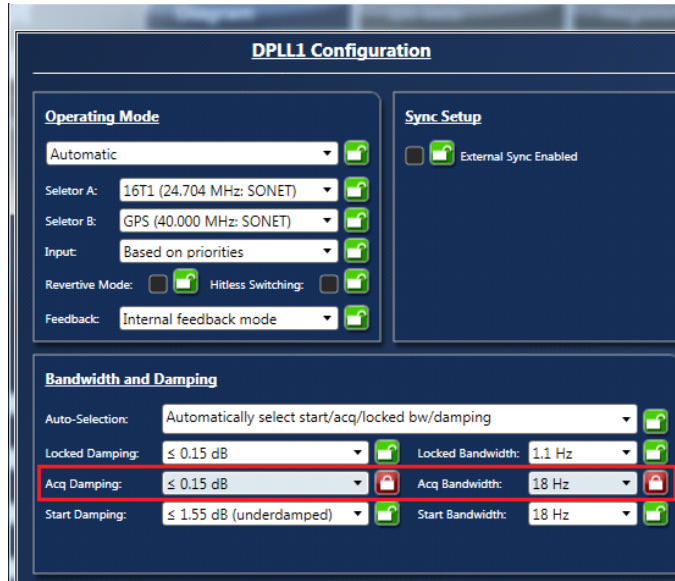 DPLL1 Configuration
Operating Mode
Automatic
Seletor A: 16T1 (24.704 MHz: SONET)
Seletor B: GPS (40.000 MHz: SONET)
Input: Based on priorities
Revertive Mode: Hitless Switching:
Feedback: Internal feedback mode
Sync Setup
External Sync Enabled
Bandwidth and Damping
Auto-Selection: Automatically select start/acq/locked bw/damping
Locked Damping: ≤ 0.15 dB Locked Bandwidth: 1.1 Hz
Acq Damping: ≤ 0.15 dB Acq Bandwidth: 18 Hz
Start Damping: ≤ 1.55 dB (underdamped) Start Bandwidth: 18 Hz